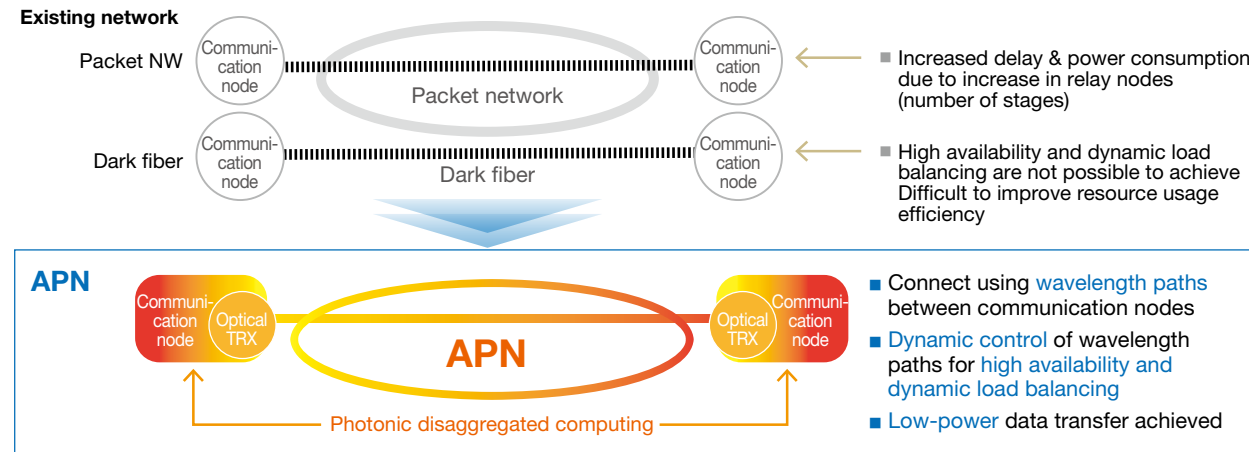 Existing network
Packet NW
Communi-
cation
node
Packet network
Communi-
cation
node
■ Increased delay & power consumption
due to increase in relay nodes
(number of stages)
Dark fiber
Communi-
cation
node
Dark fiber
Communi-
cation
node
■ High availability and dynamic load
balancing are not possible to achieve
Difficult to improve resource usage
efficiency
APN
Communi-
cation
node
Optical
TRX
APN
Optical
TRX
Communi-
cation
node
Photonic disaggregated computing
■ Connect using wavelength paths
between communication nodes
■ Dynamic control of wavelength
paths for high availability and
dynamic load balancing
■ Low-power data transfer achieved